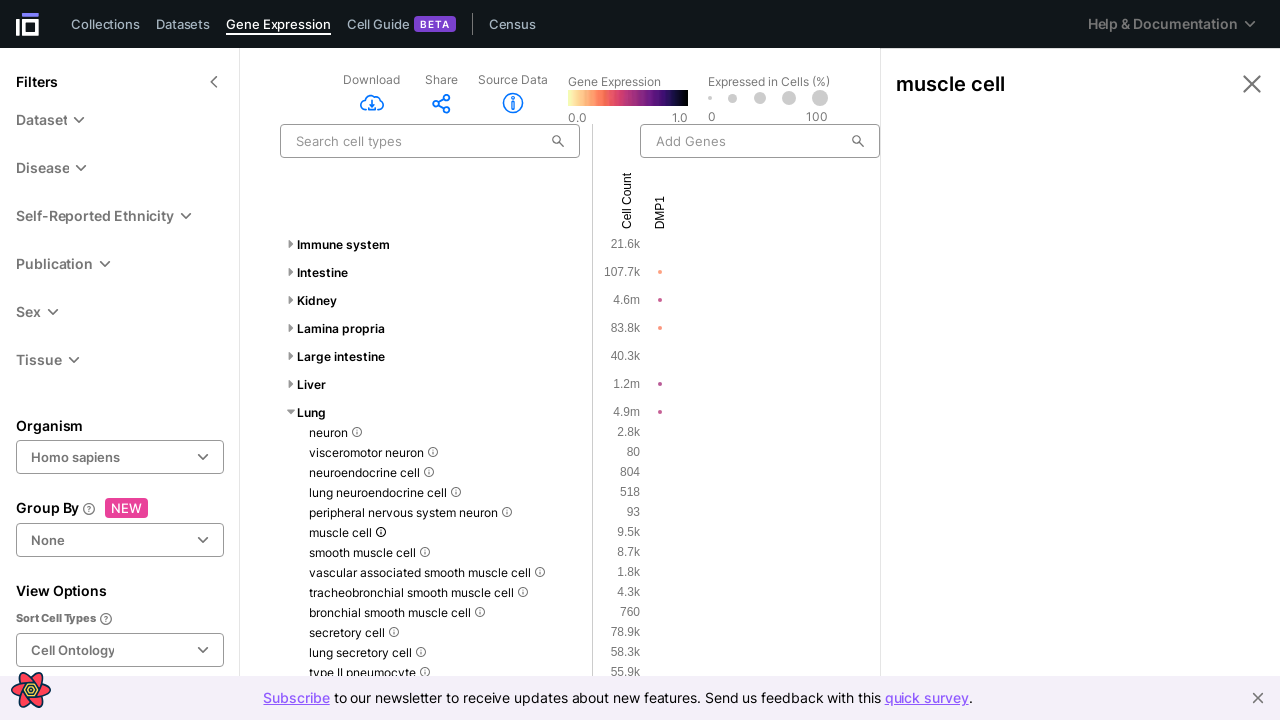 Collections Datasets Gene Expression Cell Guide BETA Census Help & Documentation
Filters
Dataset
Disease
Self-Reported Ethnicity
Publication
Sex
Tissue
Organism
Homo sapiens
Group By NEW
None
View Options
Sort Cell Types
Cell Ontology
Download Share Source Data
Gene Expression
0.0 1.0
Expressed in Cells (%)
0 100
Search cell types
Add Genes
Cell Count
DMP1
Immune system 21.6k
Intestine 107.7k
Kidney 4.6m
Lamina propria 83.8k
Large intestine 40.3k
Liver 1.2m
Lung 4.9m
neuron 2.8k
visceromotor neuron 80
neuroendocrine cell 804
lung neuroendocrine cell 518
peripheral nervous system neuron 93
muscle cell 9.5k
smooth muscle cell 8.7k
vascular associated smooth muscle cell 1.8k
tracheobronchial smooth muscle cell 4.3k
bronchial smooth muscle cell 760
secretory cell 78.9k
lung secretory cell 58.3k
type II pneumocyte 55.9k
muscle cell
Subscribe to our newsletter to receive updates about new features. Send us feedback with this quick survey.